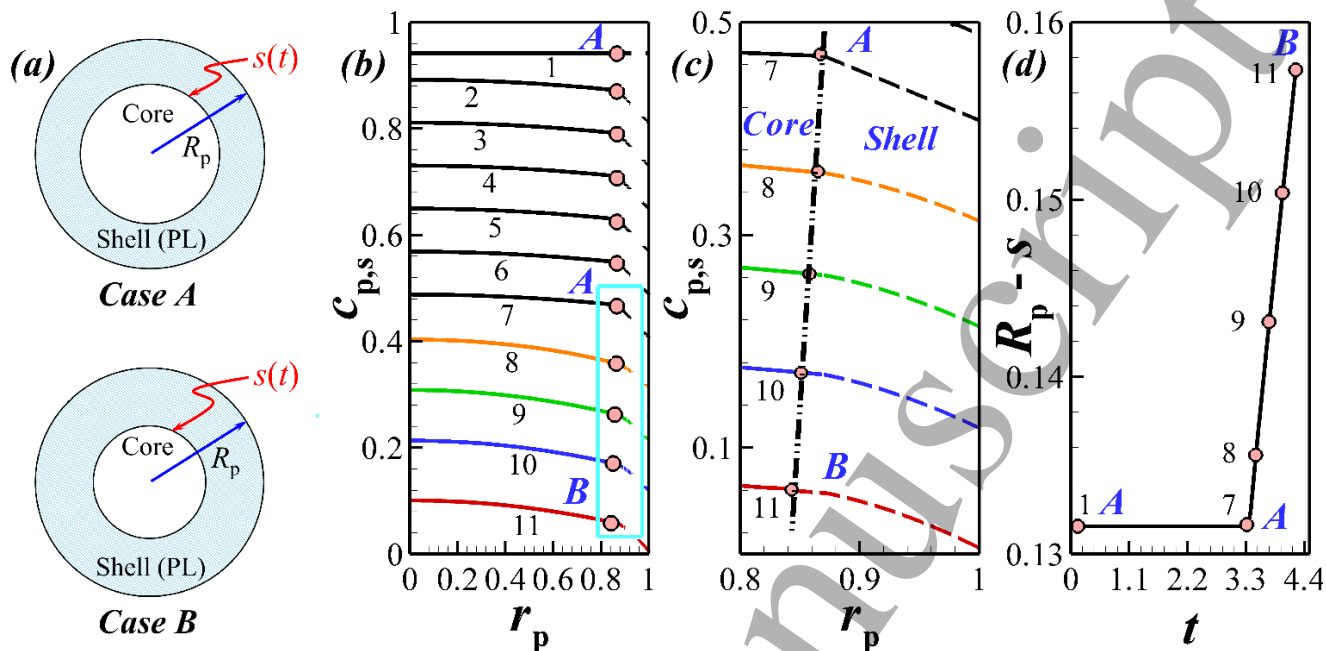 (a)
s(t)
Core
Rp
Shell (PL)
Case A
s(t)
Core
Rp
Shell (PL)
Case B
(b)
cp,s
1
0.8
0.6
0.4
0.2
0
A
1
2
3
4
5
6
A
7
8
9
10
B
11
0 0.2 0.4 0.6 0.8 1
rp
(c)
cp,s
0.5
0.3
0.1
A
7
Core
Shell
8
9
10
B
11
0.8 0.9 1
rp
(d)
Rp - s
0.16
0.15
0.14
0.13
B
11
10
9
8
1 A
7 A
0 1.1 2.2 3.3 4.4
t
nuscript